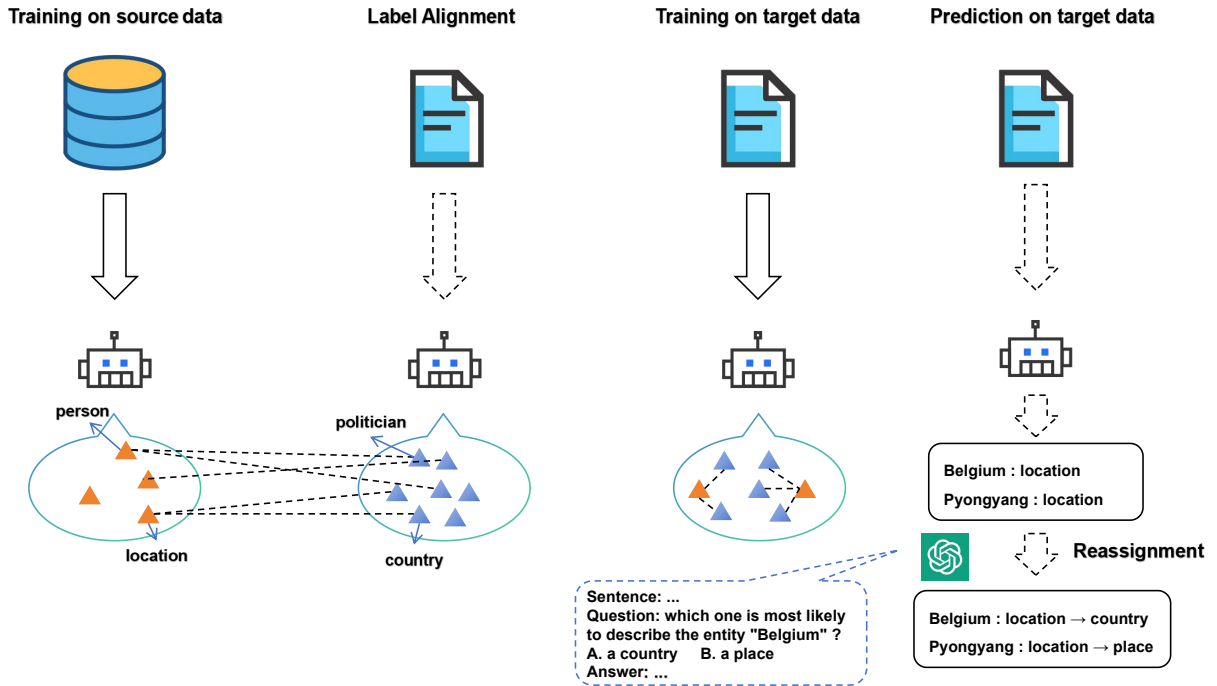 Training on source data
Label Alignment
Training on target data
Prediction on target data
person
location
politician
country
Belgium : location
Pyongyang : location
Reassignment
Sentence: ...
Question: which one is most likely
to describe the entity "Belgium" ?
A. a country B. a place
Answer: ...
Belgium : location → country
Pyongyang : location → place